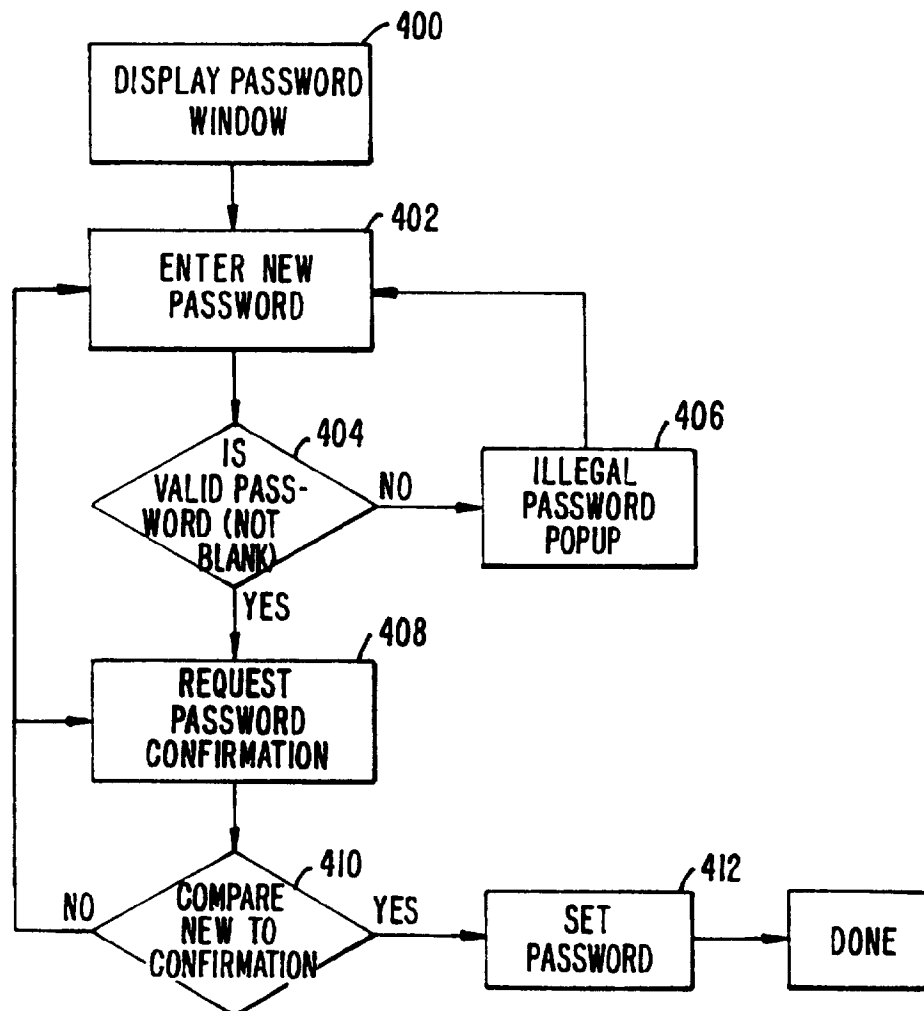 400
DISPLAY PASSWORD
WINDOW
402
ENTER NEW
PASSWORD
404
IS
VALID PASS-
WORD (NOT
BLANK)
NO
406
ILLEGAL
PASSWORD
POPUP
YES
408
REQUEST
PASSWORD
CONFIRMATION
410
NO
COMPARE
NEW TO
CONFIRMATION
YES
412
SET
PASSWORD
DONE